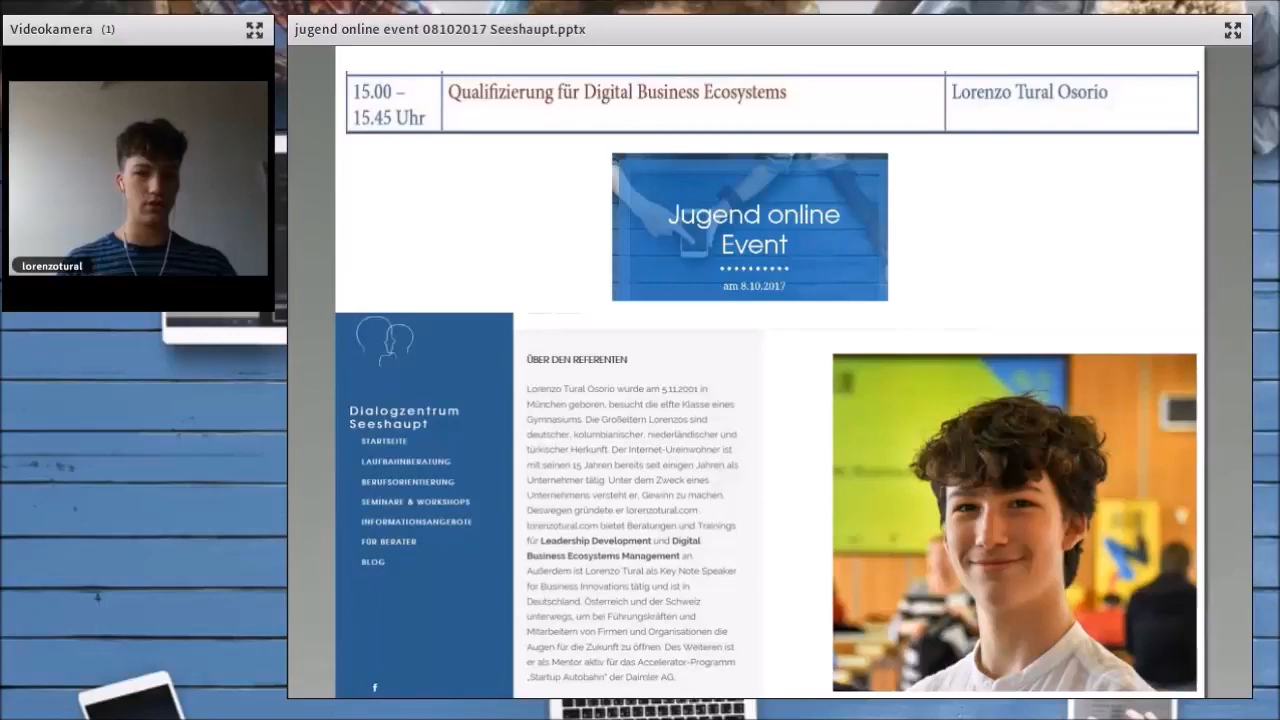 Videokamera (1)
lorenzotural
jugend online event 08102017 Seeshaupt.pptx
15.00 –
15.45 Uhr
Qualifizierung für Digital Business Ecosystems
Lorenzo Tural Osorio
Jugend online
Event
am 8.10.2017
Dialogzentrum
Seeshaupt
STARTSEITE
LAUFBAHNBERATUNG
BERUFSORIENTIERUNG
SEMINARE & WORKSHOPS
INFORMATIONSANGEBOTE
FÜR BERATER
BLOG
f
ÜBER DEN REFERENTEN
Lorenzo Tural Osorio wurde am 5.11.2001 in
München geboren, besucht die elfte Klasse eines
Gymnasiums. Die Großeltern Lorenzos sind
deutscher, kolumbianischer, niederländischer und
türkischer Herkunft. Der Internet-Ureinwohner ist
mit seinen 15 Jahren bereits seit einigen Jahren als
Unternehmer tätig. Unter dem Zweck eines
Unternehmens versteht er, Gewinn zu machen.
Deswegen gründete er lorenzotural.com
lorenzotural.com bietet Beratungen und Trainings
für Leadership Development und Digital
Business Ecosystems Management an.
Außerdem ist Lorenzo Tural als Key Note Speaker
for Business Innovations tätig und ist in
Deutschland, Österreich und der Schweiz
unterwegs, um bei Führungskräften und
Mitarbeitern von Firmen und Organisationen die
Augen für die Zukunft zu öffnen. Des Weiteren ist
er als Mentor aktiv für das Accelerator-Programm
„Startup Autobahn" der Daimler AG.